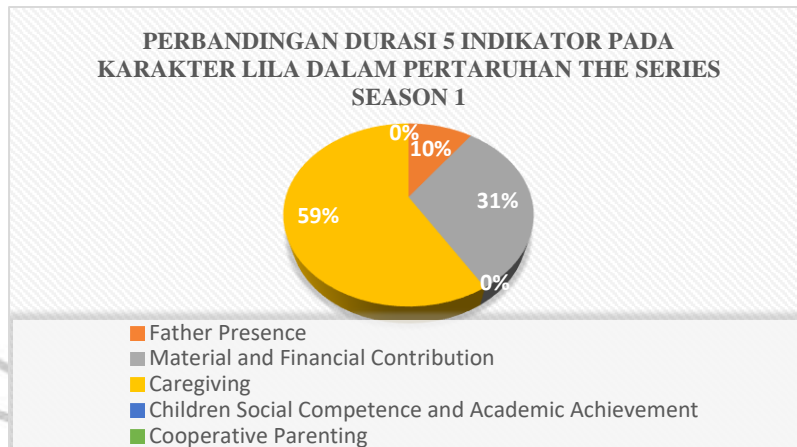 PERBANDINGAN DURASI 5 INDIKATOR PADA
KARAKTER LILA DALAM PERTARUHAN THE SERIES
SEASON 1
0%
10%
31%
59%
0%
Father Presence
Material and Financial Contribution
Caregiving
Children Social Competence and Academic Achievement
Cooperative Parenting